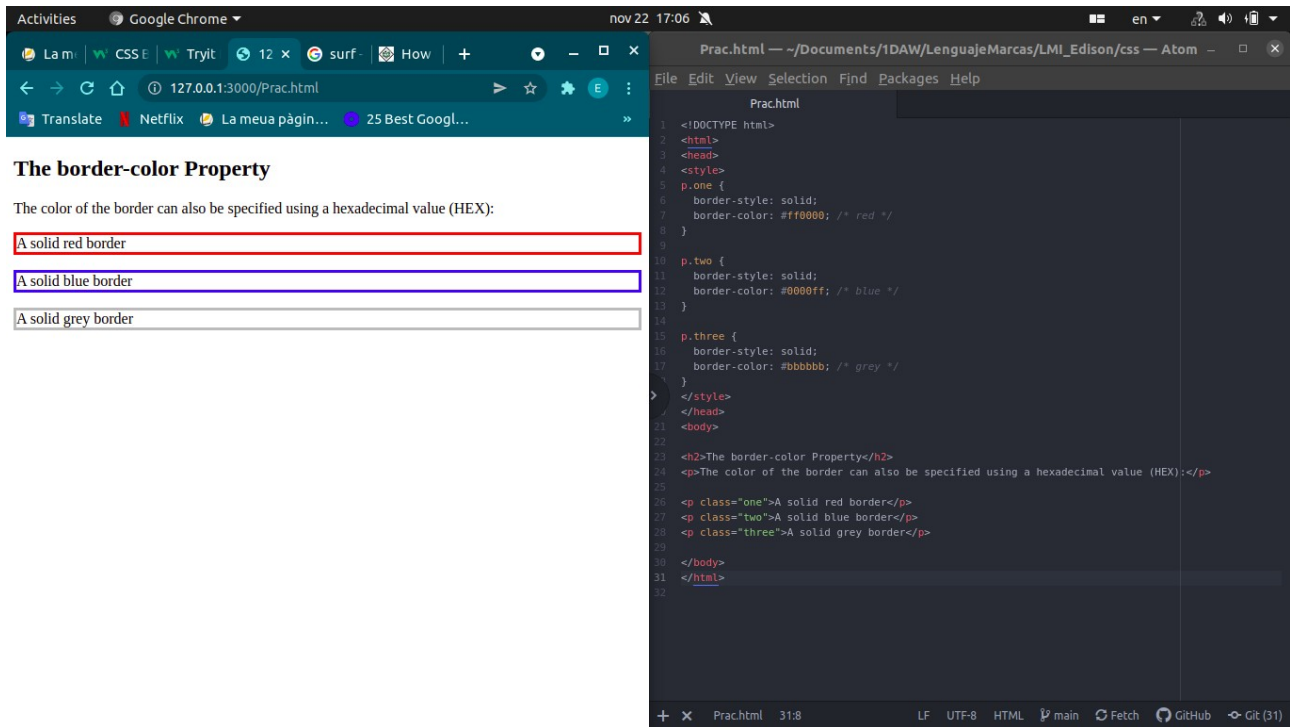 Activities Google Chrome nov 22 17:06 en
La m CSS E Tryit 12 surf - How
127.0.0.1:3000/Prac.html E
Translate Netflix La meua pàgin... 25 Best Googl... »
The border-color Property
The color of the border can also be specified using a hexadecimal value (HEX):
A solid red border
A solid blue border
A solid grey border
Prac.html — ~/Documents/1DAW/LenguajeMarcas/LMI_Edison/css — Atom
File Edit View Selection Find Packages Help
Prac.html
1 <!DOCTYPE html>
2 <html>
3 <head>
4 <style>
5 p.one {
6 border-style: solid;
7 border-color: #ff0000; /* red */
8 }
9
10 p.two {
11 border-style: solid;
12 border-color: #0000ff; /* blue */
13 }
14
15 p.three {
16 border-style: solid;
17 border-color: #bbbbbb; /* grey */
}
</style>
</head>
21 <body>
22
23 <h2>The border-color Property</h2>
24 <p>The color of the border can also be specified using a hexadecimal value (HEX):</p>
25
26 <p class="one">A solid red border</p>
27 <p class="two">A solid blue border</p>
28 <p class="three">A solid grey border</p>
29
30 </body>
31 </html>
32
Prac.html 31:8 LF UTF-8 HTML main Fetch GitHub Git (31)